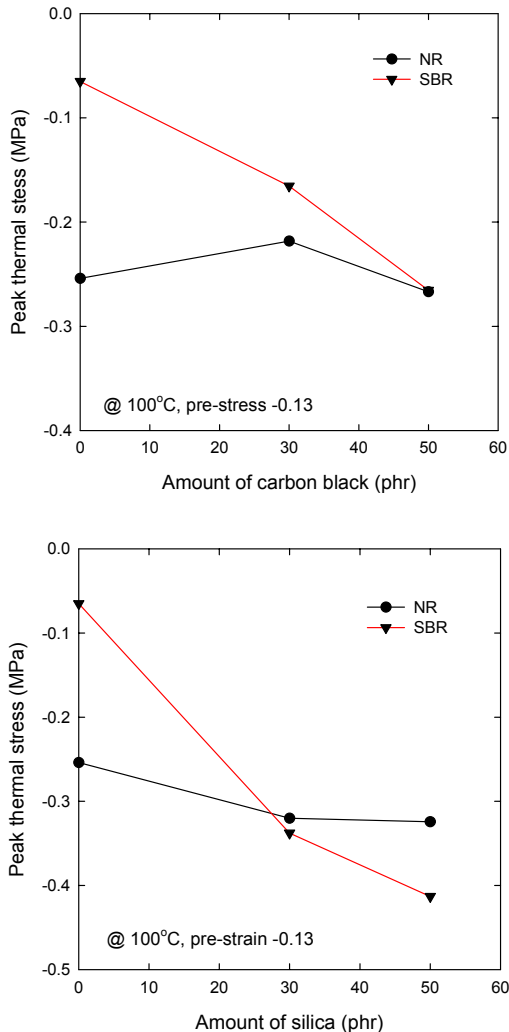 0.0
-0.1
-0.2
-0.3
-0.4
Peak thermal stess (MPa)
NR
SBR
@ 100°C, pre-stress -0.13
0 10 20 30 40 50 60
Amount of carbon black (phr)
0.0
-0.1
-0.2
-0.3
-0.4
-0.5
Peak thermal stress (MPa)
NR
SBR
@ 100°C, pre-strain -0.13
0 10 20 30 40 50 60
Amount of silica (phr)